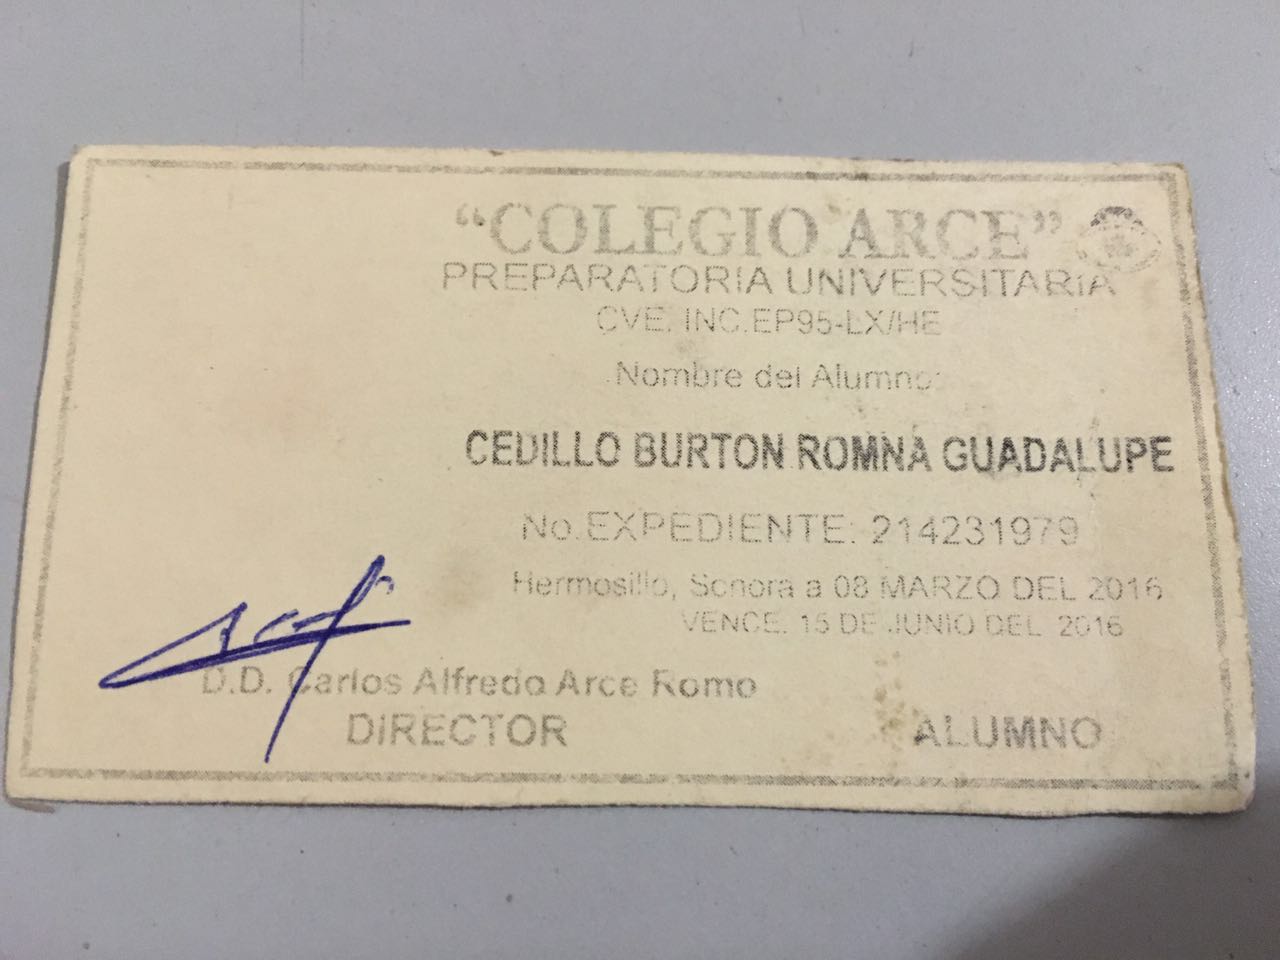 "COLEGIO ARCE"
PREPARATORIA UNIVERSITARIA
CVE. INC.EP95-LX/HE
Nombre del Alumno:
CEDILLO BURTON ROMNA GUADALUPE
No.EXPEDIENTE: 214231979
Hermosillo, Sonora a 08 MARZO DEL 2016
VENCE. 15 DE JUNIO DEL 2016
D.D. Carlos Alfredo Arce Romo
DIRECTOR ALUMNO